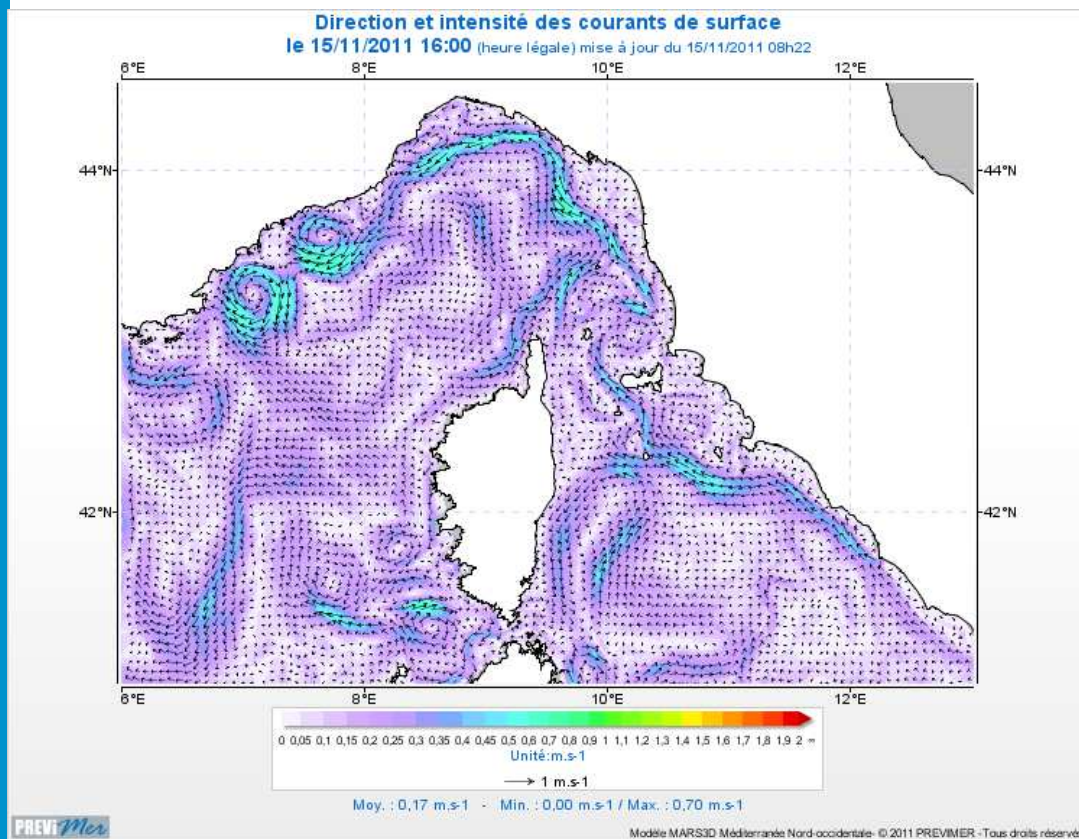 Direction et intensité des courants de surface
le 15/11/2011 16:00 (heure légale) mise à jour du 15/11/2011 08h22
6°E 8°E 10°E 12°E
44°N 44°N
42°N 42°N
6°E 8°E 10°E 12°E
0 0,05 0,1 0,15 0,2 0,25 0,3 0,35 0,4 0,45 0,5 0,6 0,7 0,8 0,9 1 1,1 1,2 1,3 1,4 1,5 1,6 1,7 1,8 1,9 2 ∞
Unité:m.s-1
1 m.s-1
Moy. : 0,17 m.s-1 - Min. : 0,00 m.s-1 / Max. : 0,70 m.s-1
PREViMer
Modèle MARS3D Méditerranée Nord-occidentale- © 2011 PREVIMER - Tous droits réservé